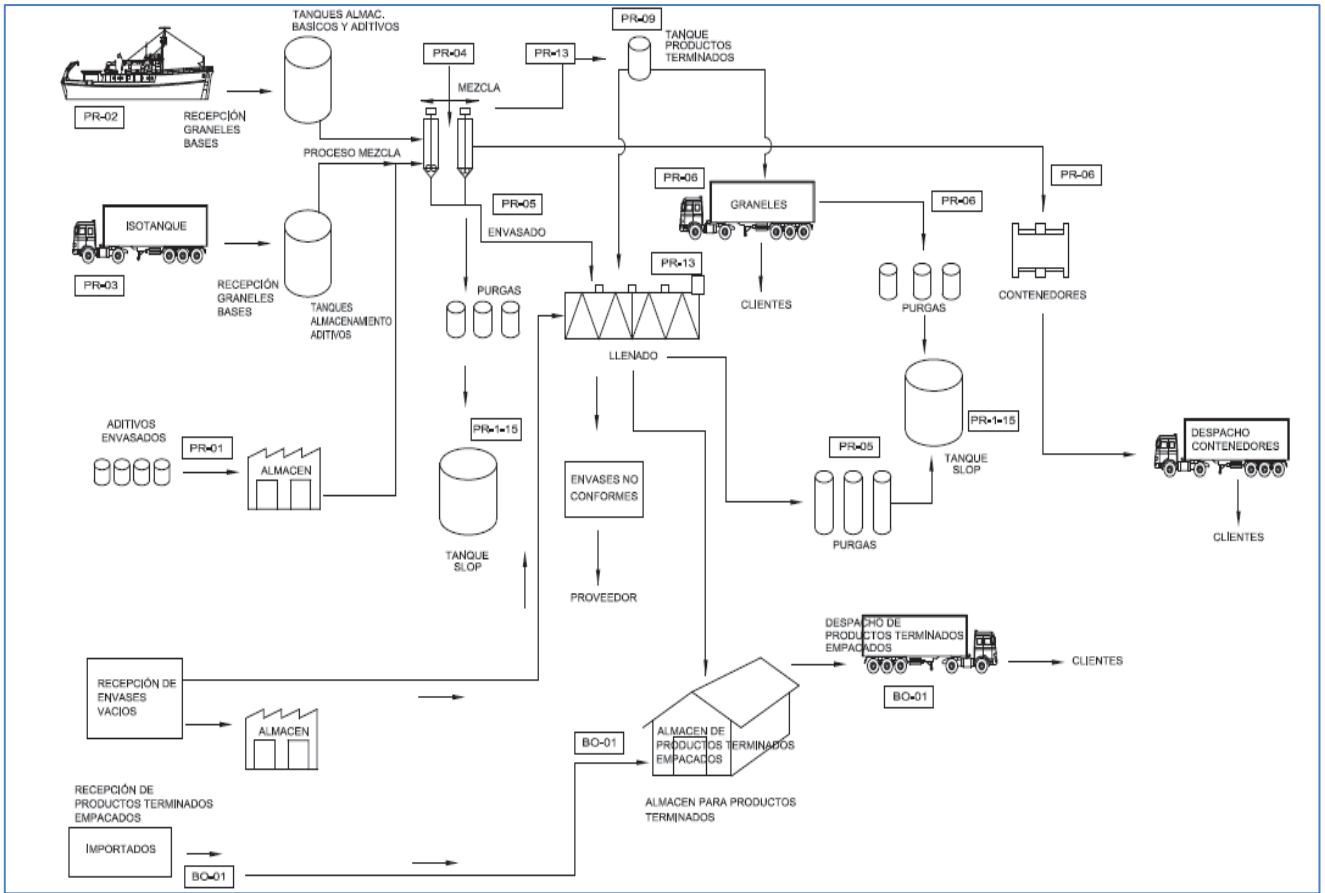 TANQUES ALMAC.
BASICOS Y ADITIVOS
PR-04
PR-13
PR-09
TANQUE
PRODUCTOS
TERMINADOS
MEZCLA
PR-02
RECEPCIÓN
GRANELES
BASES
PROCESO MEZCLA
PR-06
GRANELES
PR-06
PR-06
ISOTANQUE
PR-05
ENVASADO
PR-13
PR-03
RECEPCIÓN
GRANELES
BASES
TANQUES
ALMACENAMIENTO
ADITIVOS
PURGAS
CLIENTES
PURGAS
CONTENEDORES
LLENADO
ADITIVOS
ENVASADOS
PR-01
ALMACEN
PR-1-15
TANQUE
SLOP
ENVASES NO
CONFORMES
PROVEEDOR
PR-05
PURGAS
PR-1-15
TANQUE
SLOP
DESPACHO
CONTENEDORES
CLIENTES
RECEPCIÓN DE
ENVASES
VACIOS
ALMACEN
DESPACHO DE
PRODUCTOS TERMINADOS
EMPACADOS
CLIENTES
BO-01
BO-01
ALMACEN DE
PRODUCTOS TERMINADOS
EMPACADOS
ALMACEN PARA PRODUCTOS
TERMINADOS
RECEPCIÓN DE
PRODUCTOS TERMINADOS
EMPACADOS
IMPORTADOS
BO-01